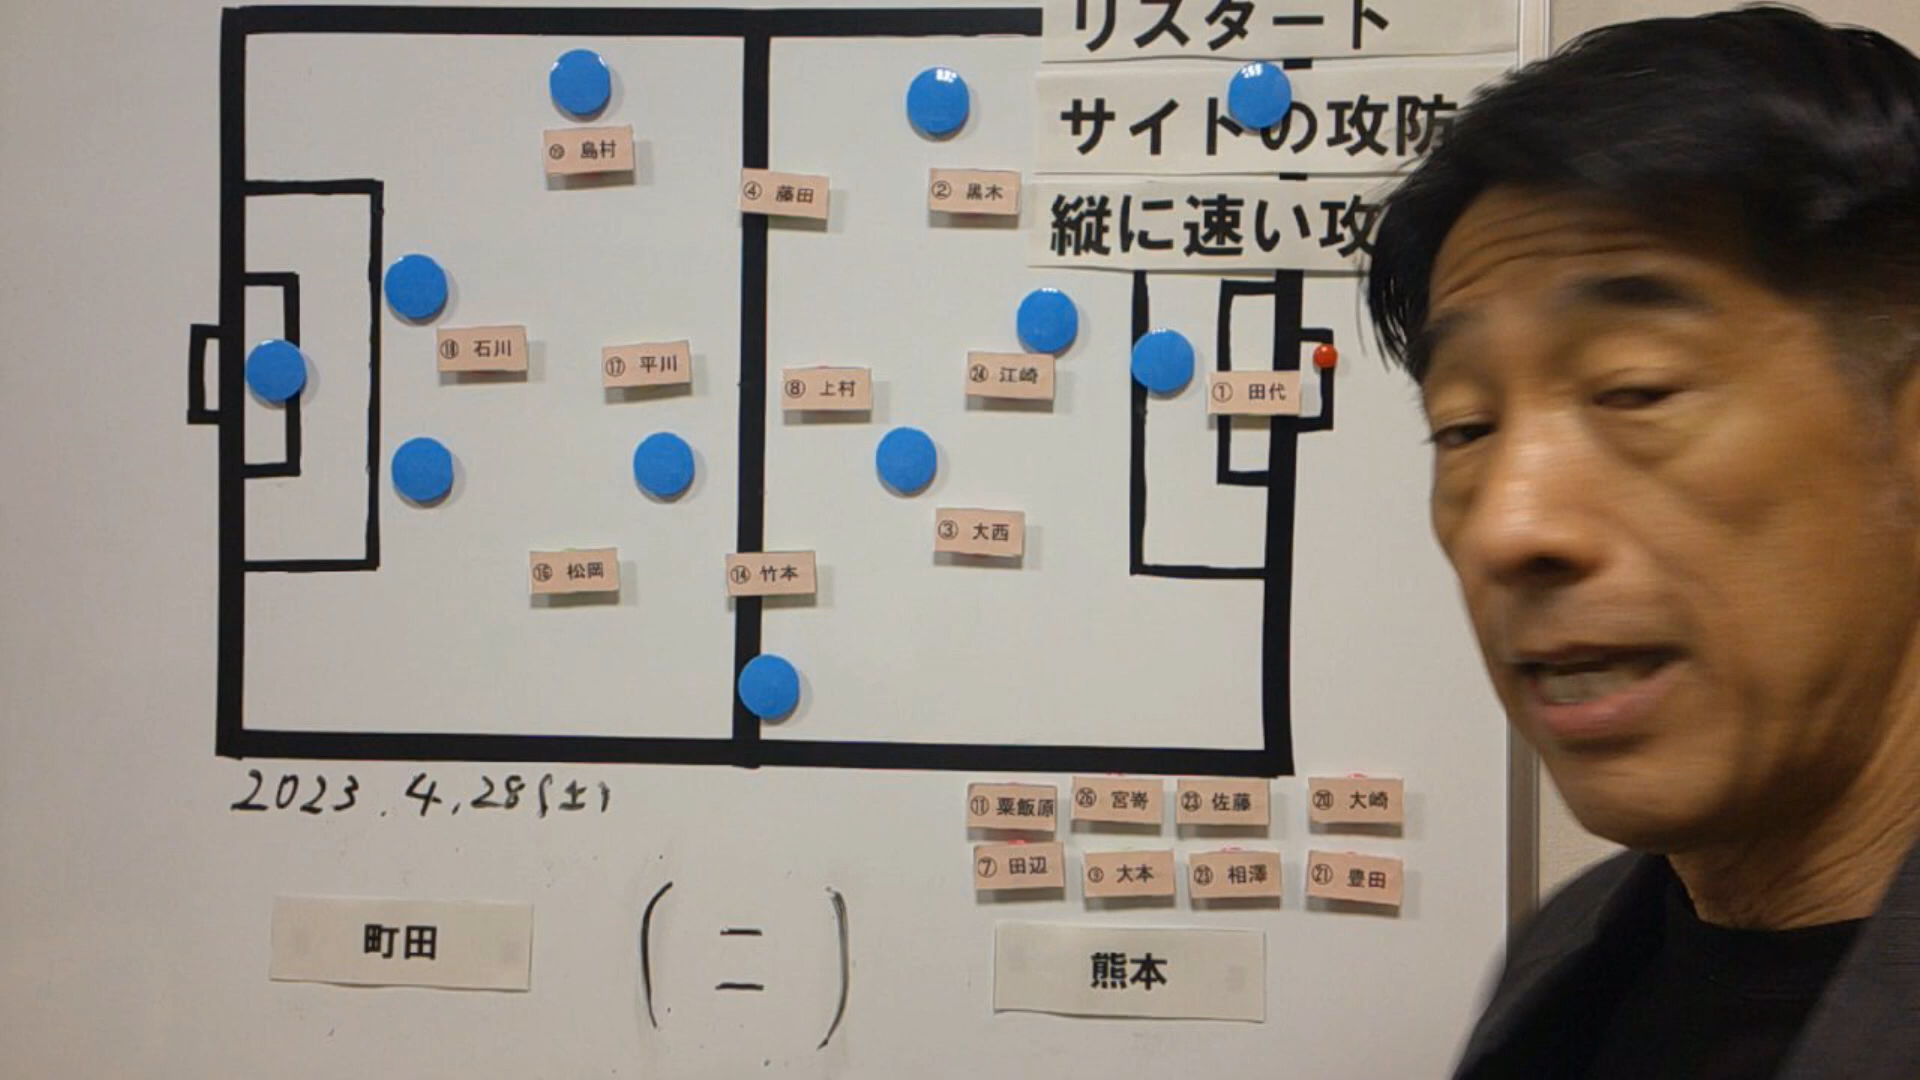 リスタート
サイドの攻防
縦に速い攻
⑲ 島村
④ 藤田
② 黒木
⑱ 石川
⑰ 平川
⑧ 上村
㉔ 江崎
① 田代
③ 大西
⑯ 松岡
⑭ 竹本
2023.4.28(土)
⑪ 粟飯原
㉖ 宮嵜
㉓ 佐藤
⑳ 大崎
⑦ 田辺
⑨ 大本
㉕ 相澤
㉑ 豊田
町田
( － － )
熊本